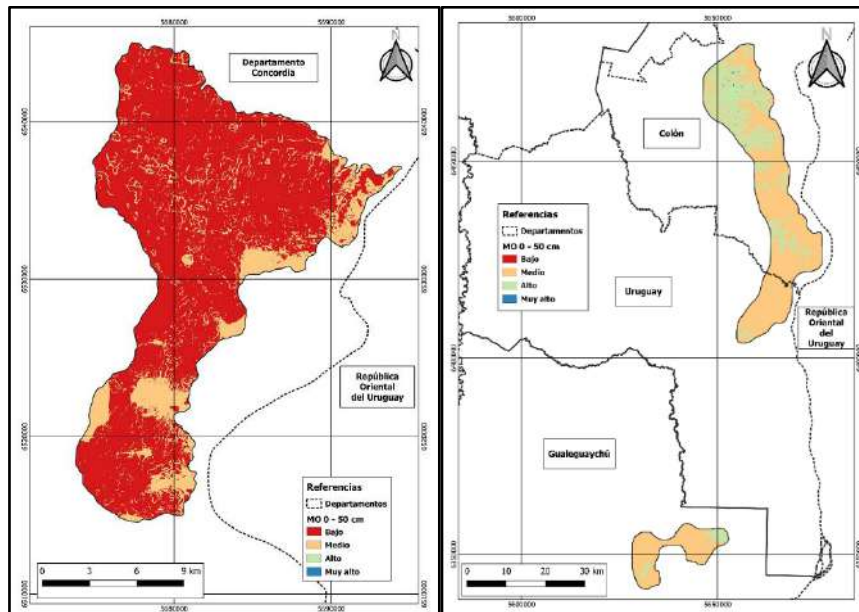 N
Departamento
Concordia
República
Oriental
del Uruguay
Referencias
Departamentos
MO 0 - 50 cm
Bajo
Medio
Alto
Muy alto
0 3 6 9 km
N
Colón
Referencias
Departamentos
MO 0 - 50 cm
Bajo
Medio
Alto
Muy alto
Uruguay
República
Oriental
del
Uruguay
Gualeguaychú
0 10 20 30 km